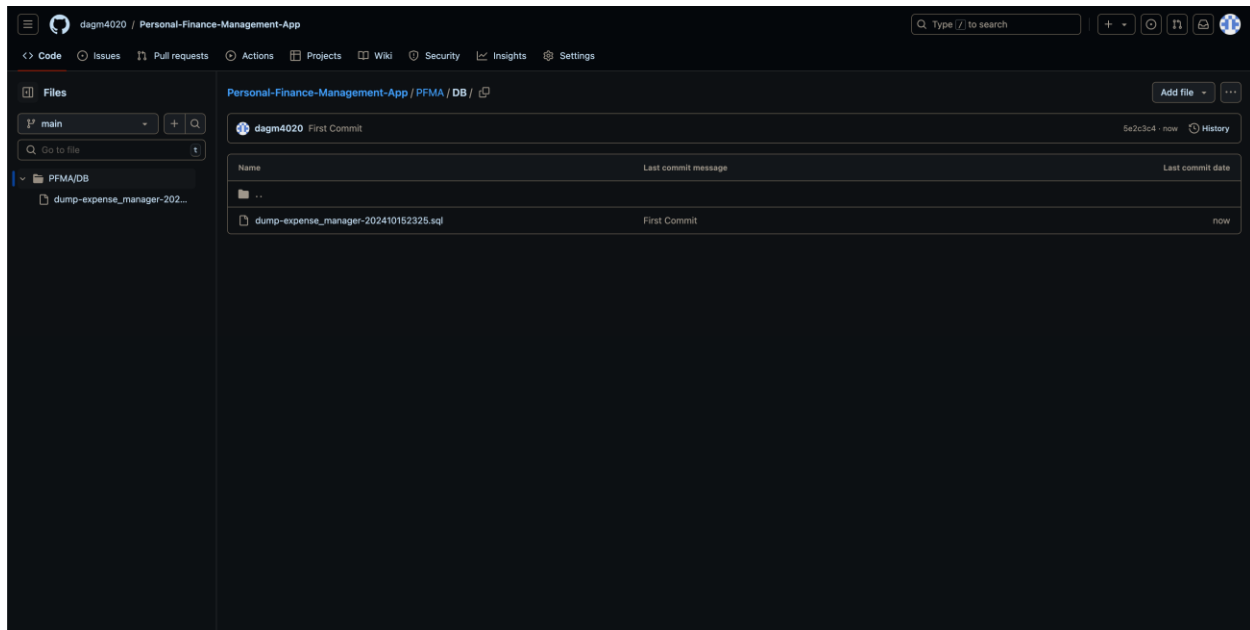 dagm4020 / Personal-Finance-Management-App
Type / to search
Code Issues Pull requests Actions Projects Wiki Security Insights Settings
Files
main
Go to file t
PFMA/DB
dump-expense_manager-202...
Personal-Finance-Management-App / PFMA / DB /
Add file
dagm4020 First Commit
5e2c3c4 · now History
Name Last commit message Last commit date
..
dump-expense_manager-202410152325.sql First Commit now